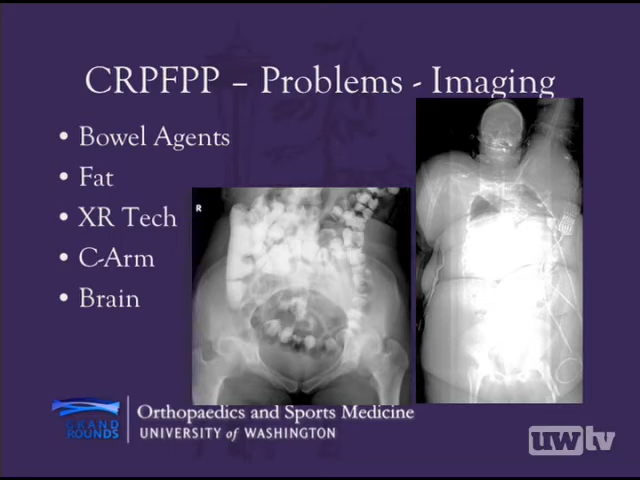 CRPFPP – Problems - Imaging
• Bowel Agents
• Fat
• XR Tech
• C-Arm
• Brain
R
GRAND
ROUNDS
Orthopaedics and Sports Medicine
UNIVERSITY of WASHINGTON
uwtv